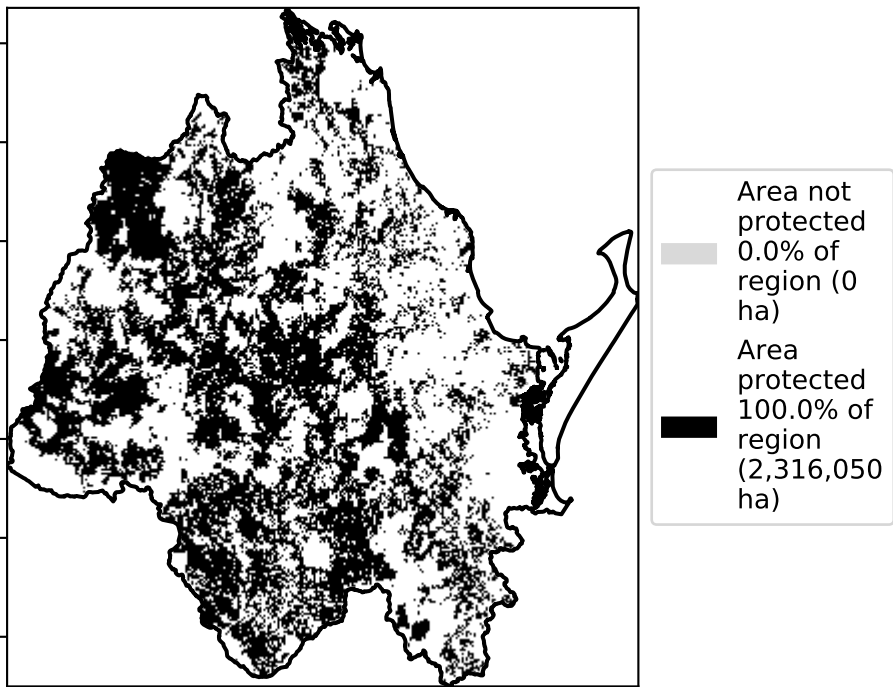 Area not
protected
0.0% of
region (0
ha)
Area
protected
100.0% of
region
(2,316,050
ha)